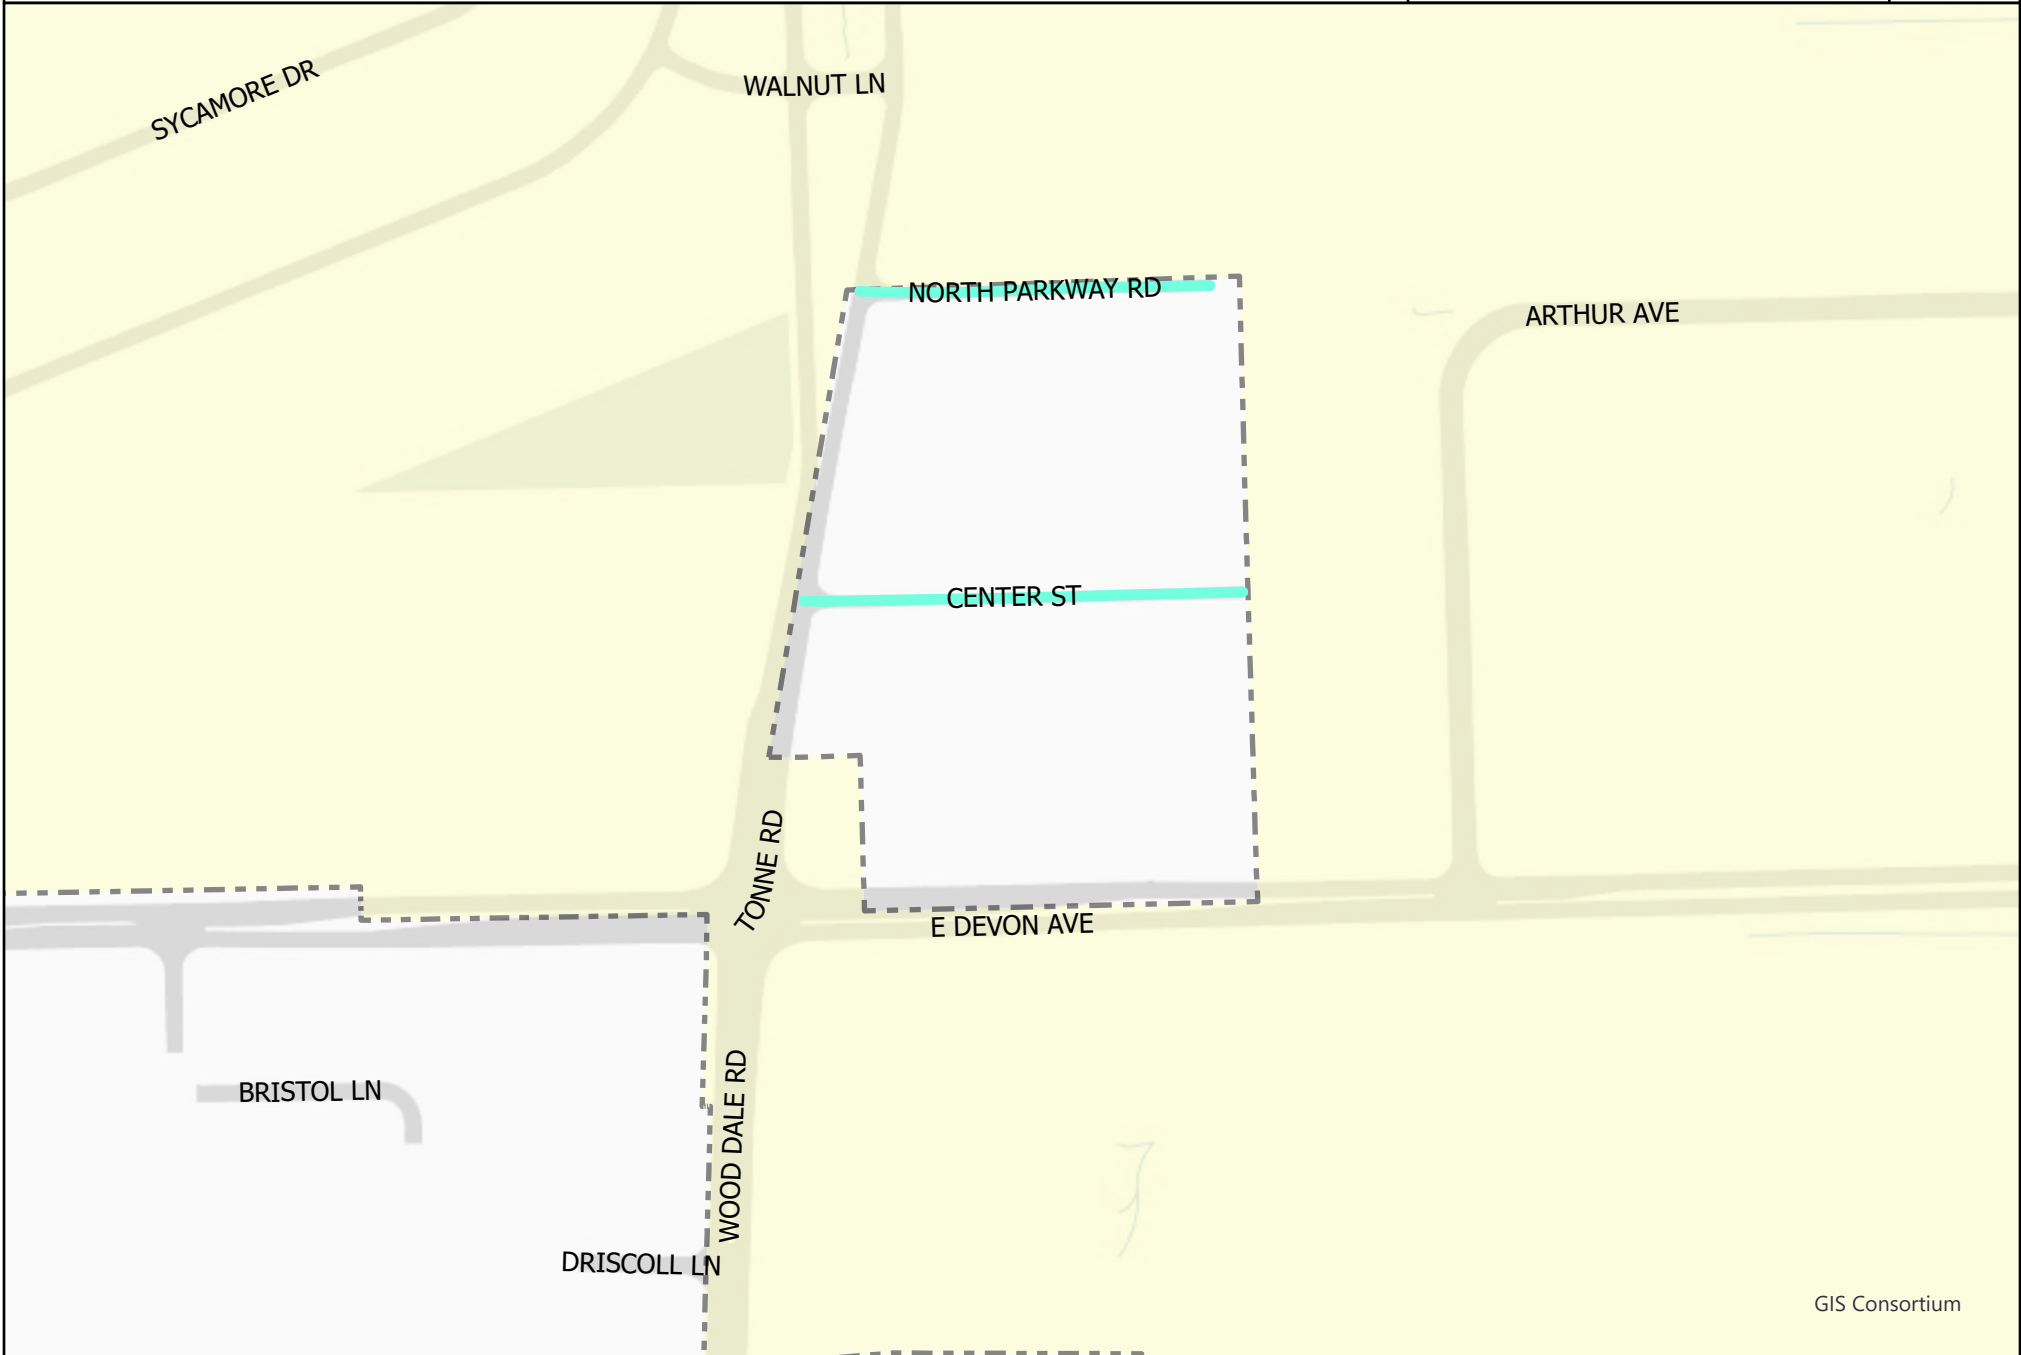 SYCAMORE DR
WALNUT LN
NORTH PARKWAY RD
ARTHUR AVE
CENTER ST
TONNE RD
E DEVON AVE
BRISTOL LN
WOOD DALE RD
DRISCOLL LN
GIS Consortium